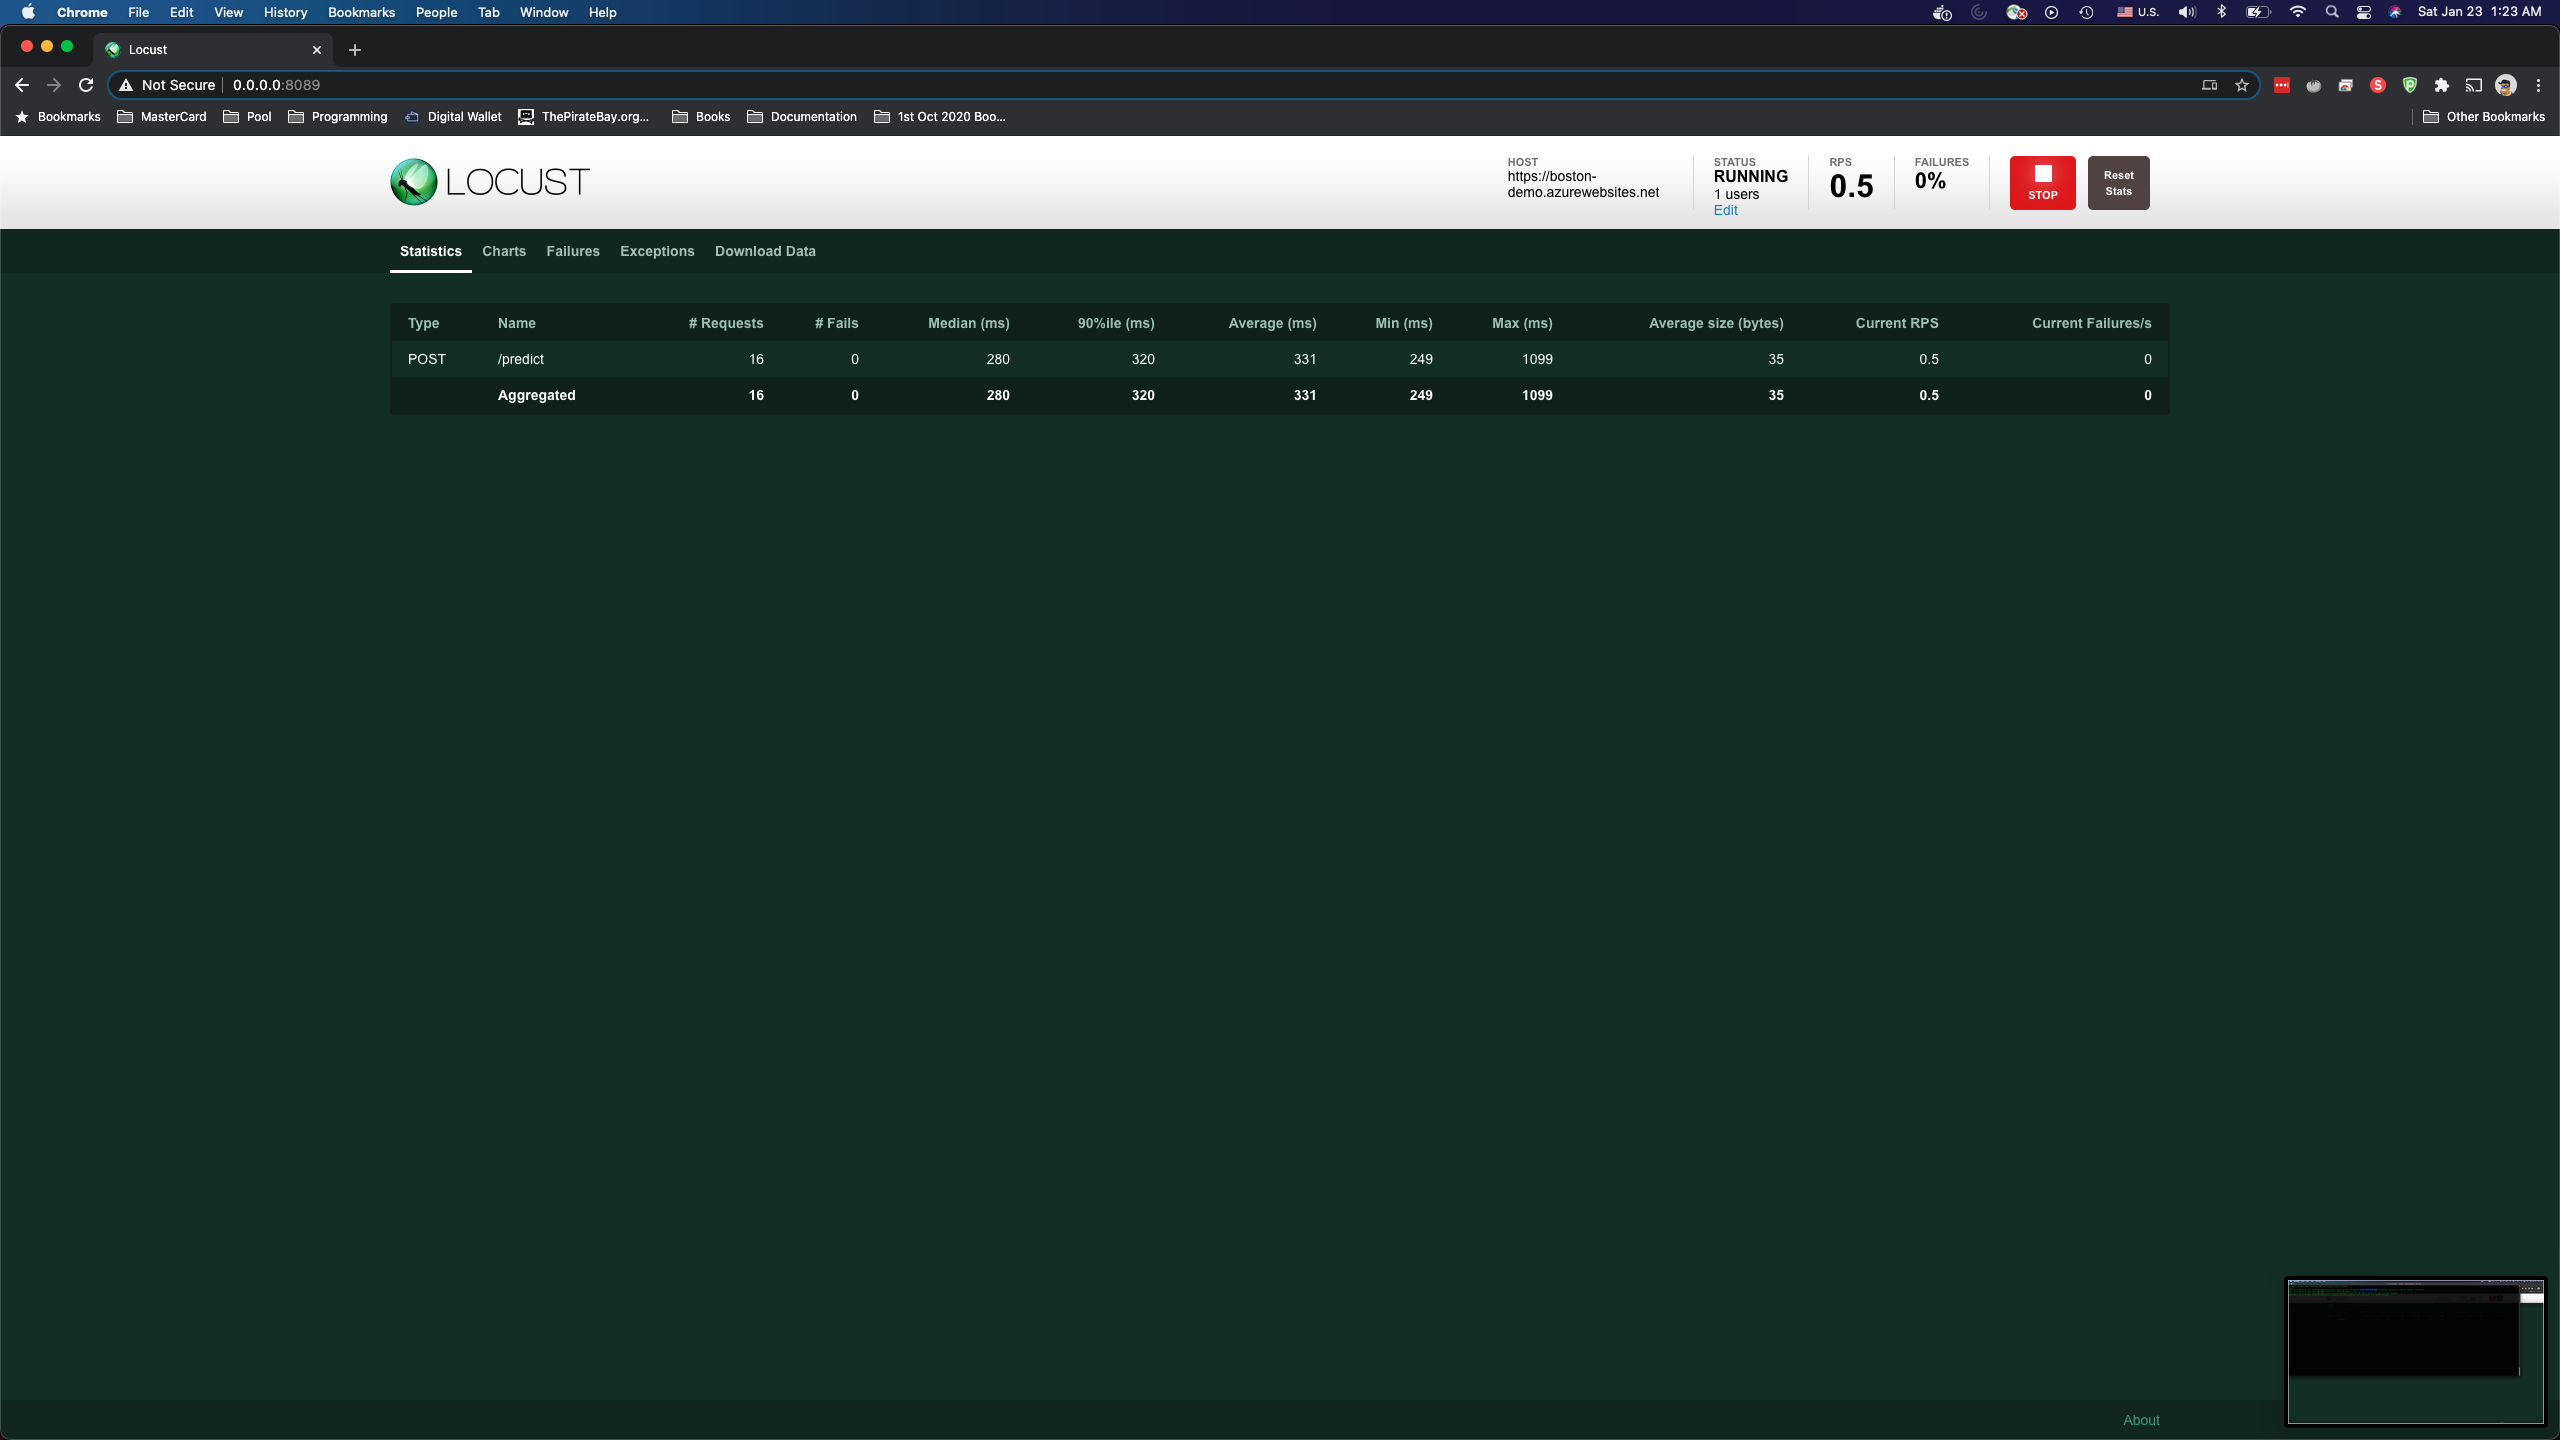 Chrome File Edit View History Bookmarks People Tab Window Help U.S. Sat Jan 23 1:23 AM
Locust
Not Secure 0.0.0.0:8089
Bookmarks MasterCard Pool Programming Digital Wallet ThePirateBay.org... Books Documentation 1st Oct 2020 Boo... Other Bookmarks
LOCUST
HOST
https://boston-
demo.azurewebsites.net
STATUS
RUNNING
1 users
Edit
RPS
0.5
FAILURES
0%
STOP
Reset
Stats
Statistics Charts Failures Exceptions Download Data
Type Name # Requests # Fails Median (ms) 90%ile (ms) Average (ms) Min (ms) Max (ms) Average size (bytes) Current RPS Current Failures/s
POST /predict 16 0 280 320 331 249 1099 35 0.5 0
Aggregated 16 0 280 320 331 249 1099 35 0.5 0
About